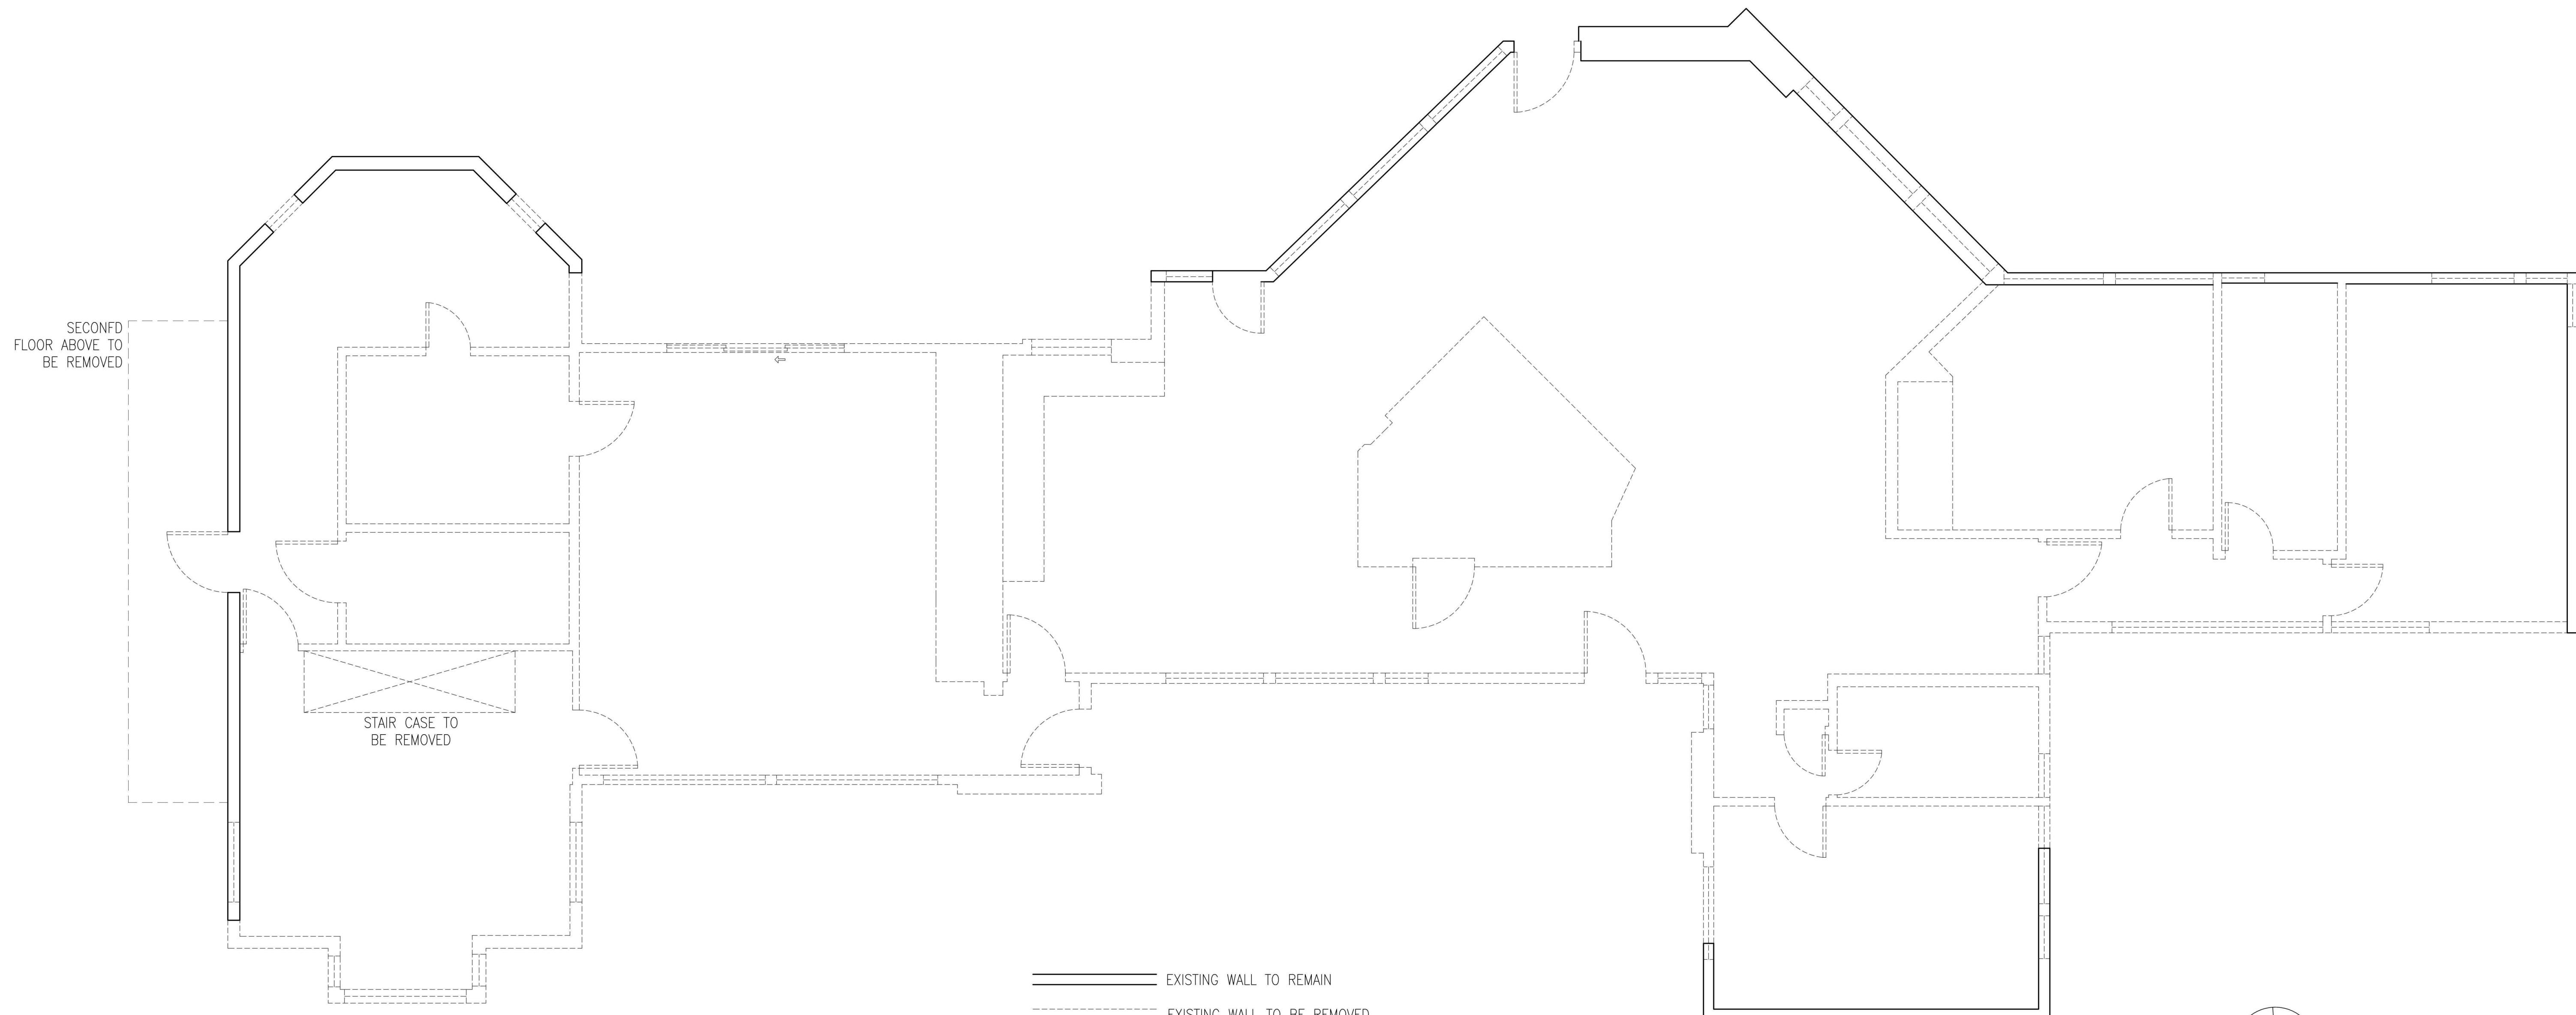 SECONFD
FLOOR ABOVE TO
BE REMOVED
STAIR CASE TO
BE REMOVED
EXISTING WALL TO REMAIN
EXISTING WALL TO BE REMOVED